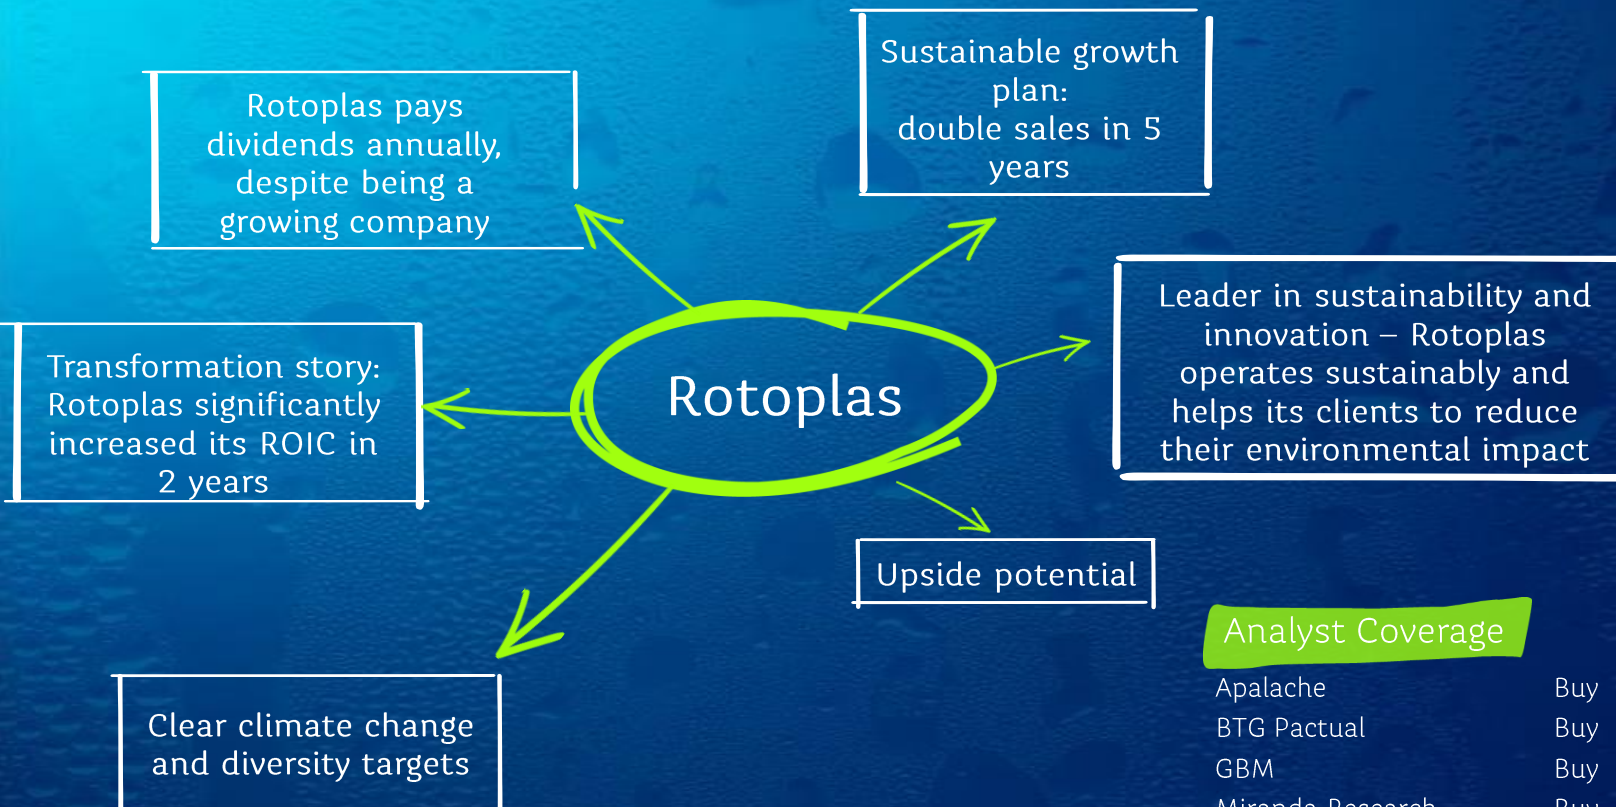 Sustainable growth
plan:
double sales in 5
years
Rotoplas pays
dividends annually,
despite being a
growing company
Leader in sustainability and
innovation – Rotoplas
operates sustainably and
helps its clients to reduce
their environmental impact
Transformation story:
Rotoplas significantly
increased its ROIC in
2 years
Rotoplas
Upside potential
Analyst Coverage
Apalache Buy
BTG Pactual Buy
GBM Buy
Miranda Research Buy
Clear climate change
and diversity targets